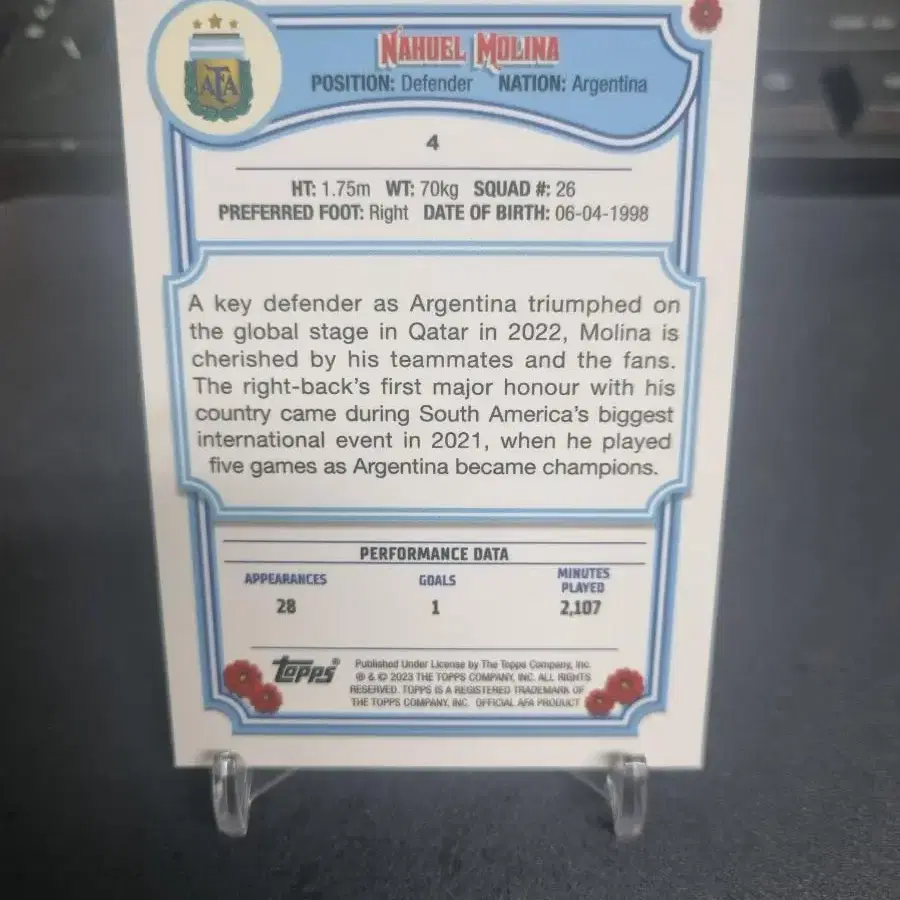 AFA
NAHUEL MOLINA
POSITION: Defender NATION: Argentina
4
HT: 1.75m WT: 70kg SQUAD #: 26
PREFERRED FOOT: Right DATE OF BIRTH: 06-04-1998
A key defender as Argentina triumphed on
the global stage in Qatar in 2022, Molina is
cherished by his teammates and the fans.
The right-back's first major honour with his
country came during South America's biggest
international event in 2021, when he played
five games as Argentina became champions.
PERFORMANCE DATA
APPEARANCES GOALS MINUTES PLAYED
28 1 2,107
topps®
Published Under License by The Topps Company, Inc.
® & © 2023 THE TOPPS COMPANY, INC. ALL RIGHTS
RESERVED. TOPPS IS A REGISTERED TRADEMARK OF
THE TOPPS COMPANY, INC. OFFICIAL AFA PRODUCT